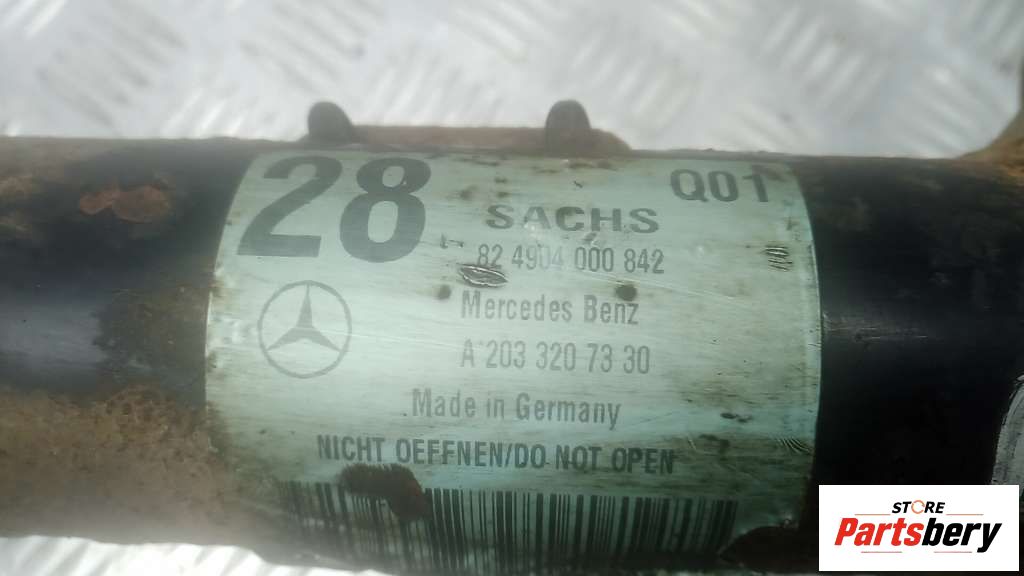 28
Q01
SACHS
82 4904 000 842
Mercedes Benz
A 203 320 73 30
Made in Germany
NICHT OEFFNEN/DO NOT OPEN
STORE
Partsbery